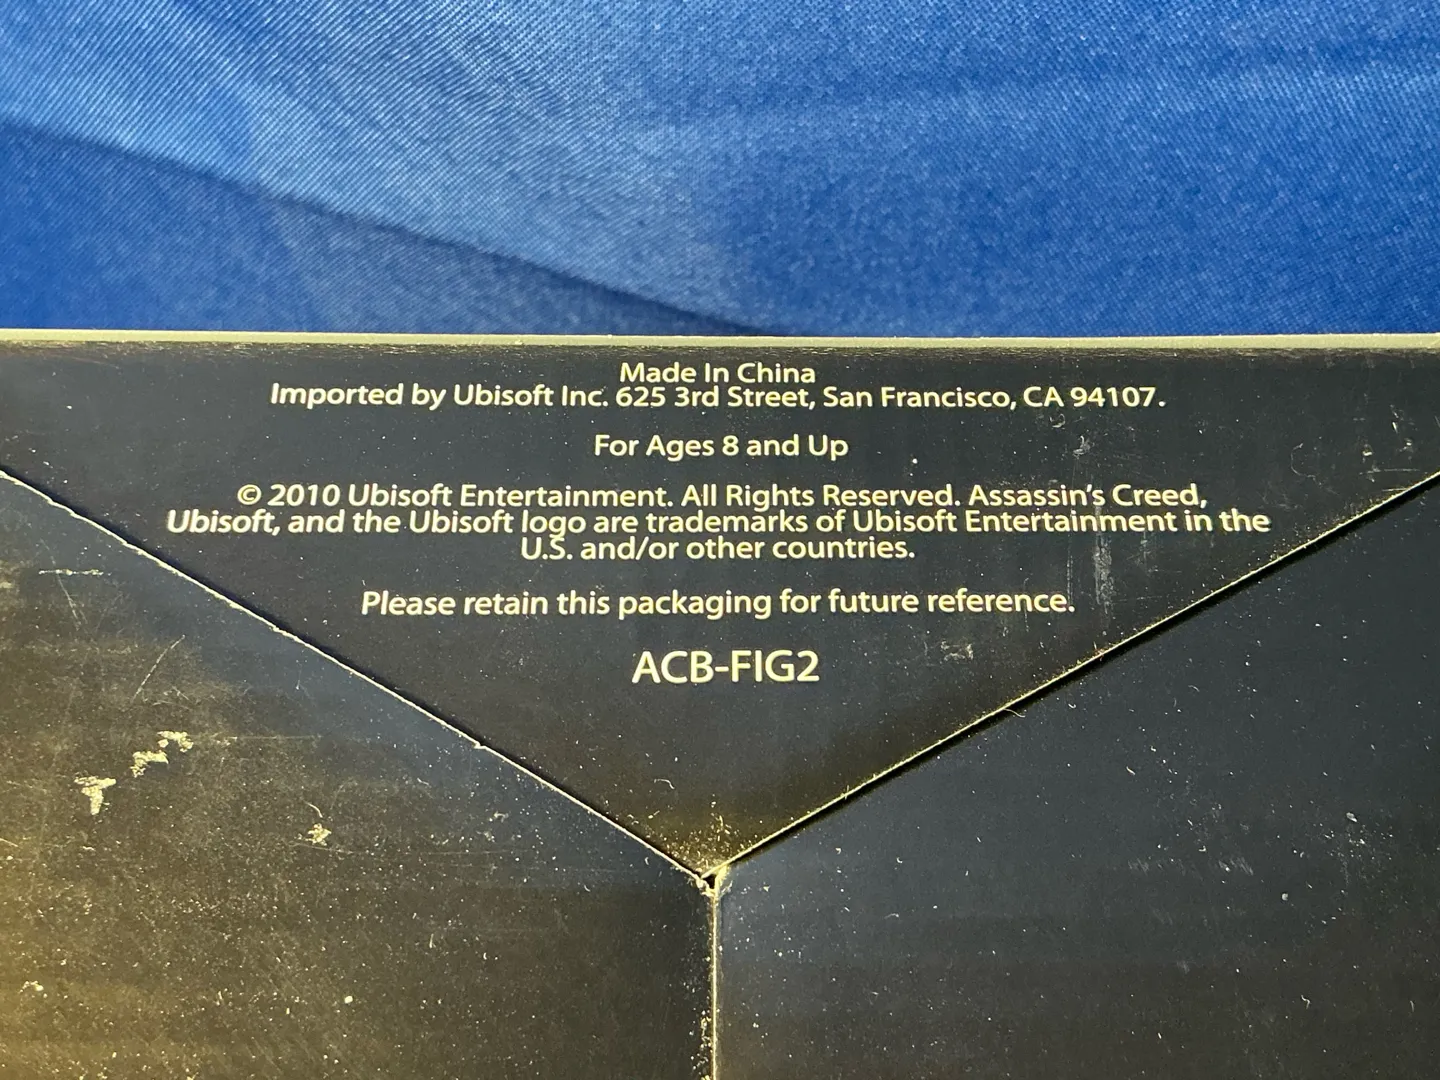 Made In China
Imported by Ubisoft Inc. 625 3rd Street, San Francisco, CA 94107.
For Ages 8 and Up
© 2010 Ubisoft Entertainment. All Rights Reserved. Assassin's Creed,
Ubisoft, and the Ubisoft logo are trademarks of Ubisoft Entertainment in the
U.S. and/or other countries.
Please retain this packaging for future reference.
ACB-FIG2